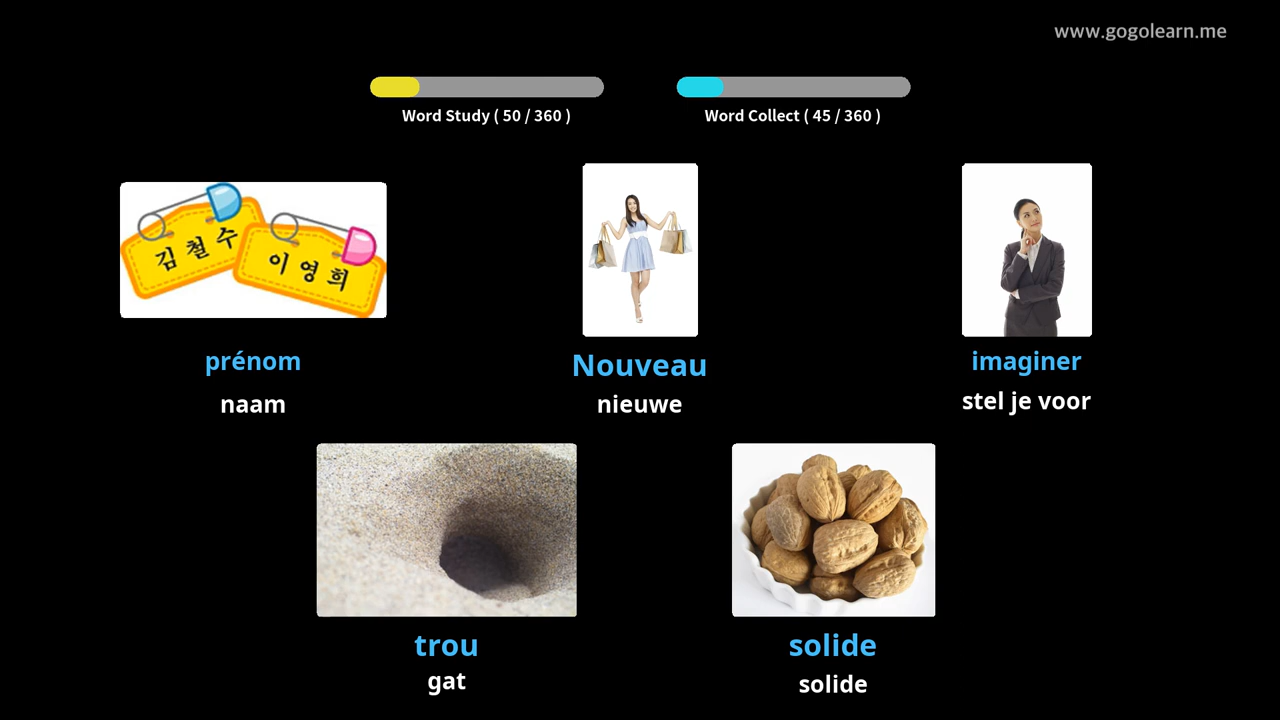 www.gogolearn.me
Word Study ( 50 / 360 )
Word Collect ( 45 / 360 )
김철수
이영희
prénom
naam
Nouveau
nieuwe
imaginer
stel je voor
trou
gat
solide
solide